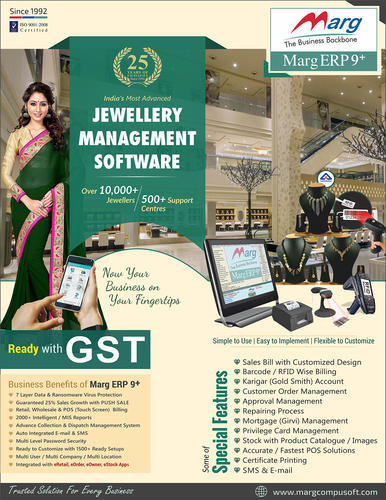 Since 1992
ISO 9001: 2008
Certified
Marg
The Business Backbone
Marg ERP 9+
25
YEARS OF
India's Most Advanced
JEWELLERY
MANAGEMENT
SOFTWARE
Over 10,000+
Jewellers
500+ Support
Centres
Now Your
Business on
Your Fingertips
Marg
The Business Backbone
Marg ERP 9+
Ready with GST
Simple to Use | Easy to Implement | Flexible to Customize
Business Benefits of Marg ERP 9+
7 Layer Data & Ransomware Virus Protection
Guaranteed 25% Sales Growth with PUSH SALE
Retail, Wholesale & POS (Touch Screen) Billing
2000+ Intelligent / MIS Reports
Advance Collection & Dispatch Management System
Auto Integrated E-mail & SMS
Multi Level Password Security
Ready to Customize with 1500+ Ready Setups
Multi User / Multi Company / Multi Location
Integrated with eRetail, eOrder, eOwner, eStock Apps
Some of
Special Features
Sales Bill with Customized Design
Barcode / RFID Wise Billing
Karigar (Gold Smith) Account
Customer Order Management
Approval Management
Repairing Process
Mortgage (Girvi) Management
Privilege Card Management
Stock with Product Catalogue / Images
Accurate / Fastest POS Solutions
Certificate Printing
SMS & E-mail
Trusted Solution For Every Business
www.margcompusoft.com